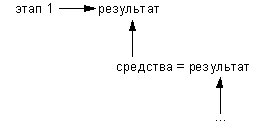 этап 1 результат
средства = результат
...